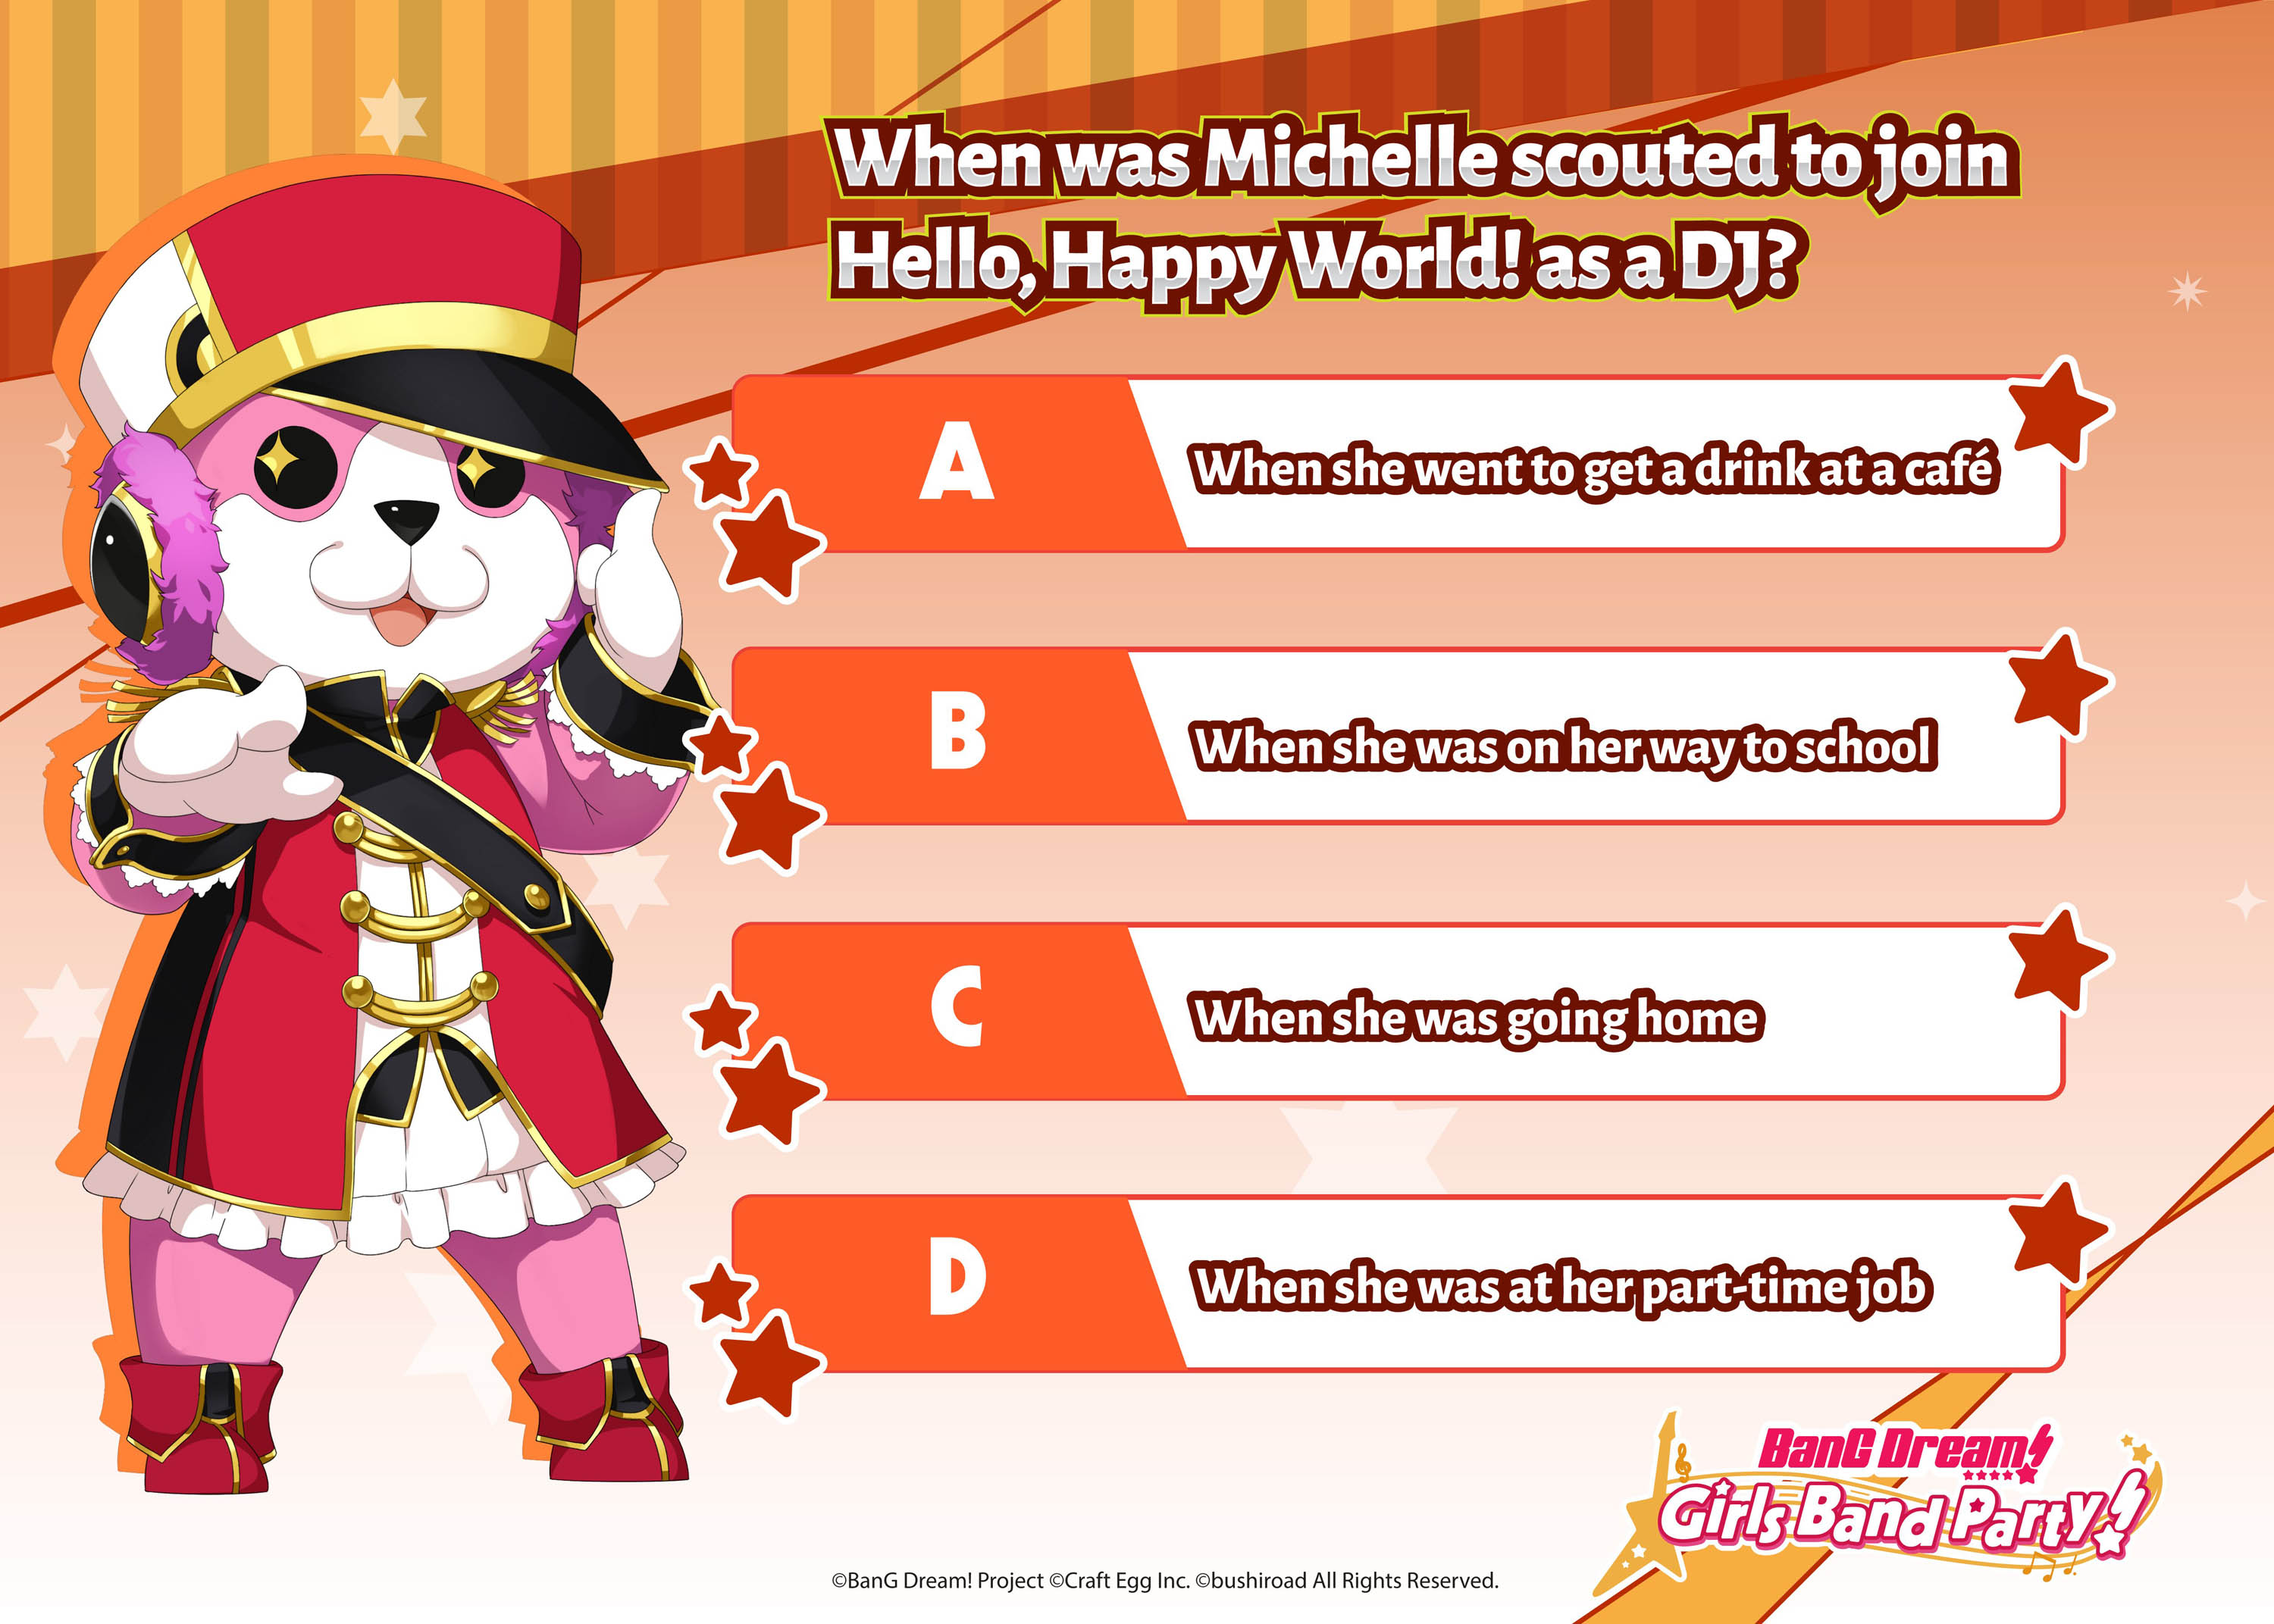 When was Michelle scouted to join
Hello, Happy World! as a DJ?
A
When she went to get a drink at a café
B
When she was on her way to school
C
When she was going home
D
When she was at her part-time job
BanG Dream!
Girls Band Party!
©BanG Dream! Project ©Craft Egg Inc. ©bushiroad All Rights Reserved.